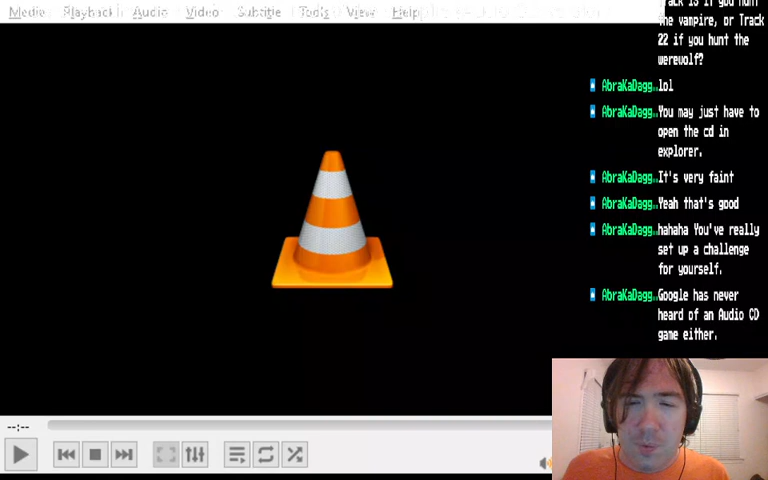 Media Playback Audio Video Subtitle Tools View Help
Track 13 if you hunt
the vampire, or Track
22 if you hunt the
werewolf?
AbraKaDagg.. lol
AbraKaDagg.. You may just have to
open the cd in
explorer.
AbraKaDagg.. It's very faint
AbraKaDagg.. Yeah that's good
AbraKaDagg.. hahaha You've really
set up a challenge
for yourself.
AbraKaDagg.. Google has never
heard of an Audio CD
game either.
--:--